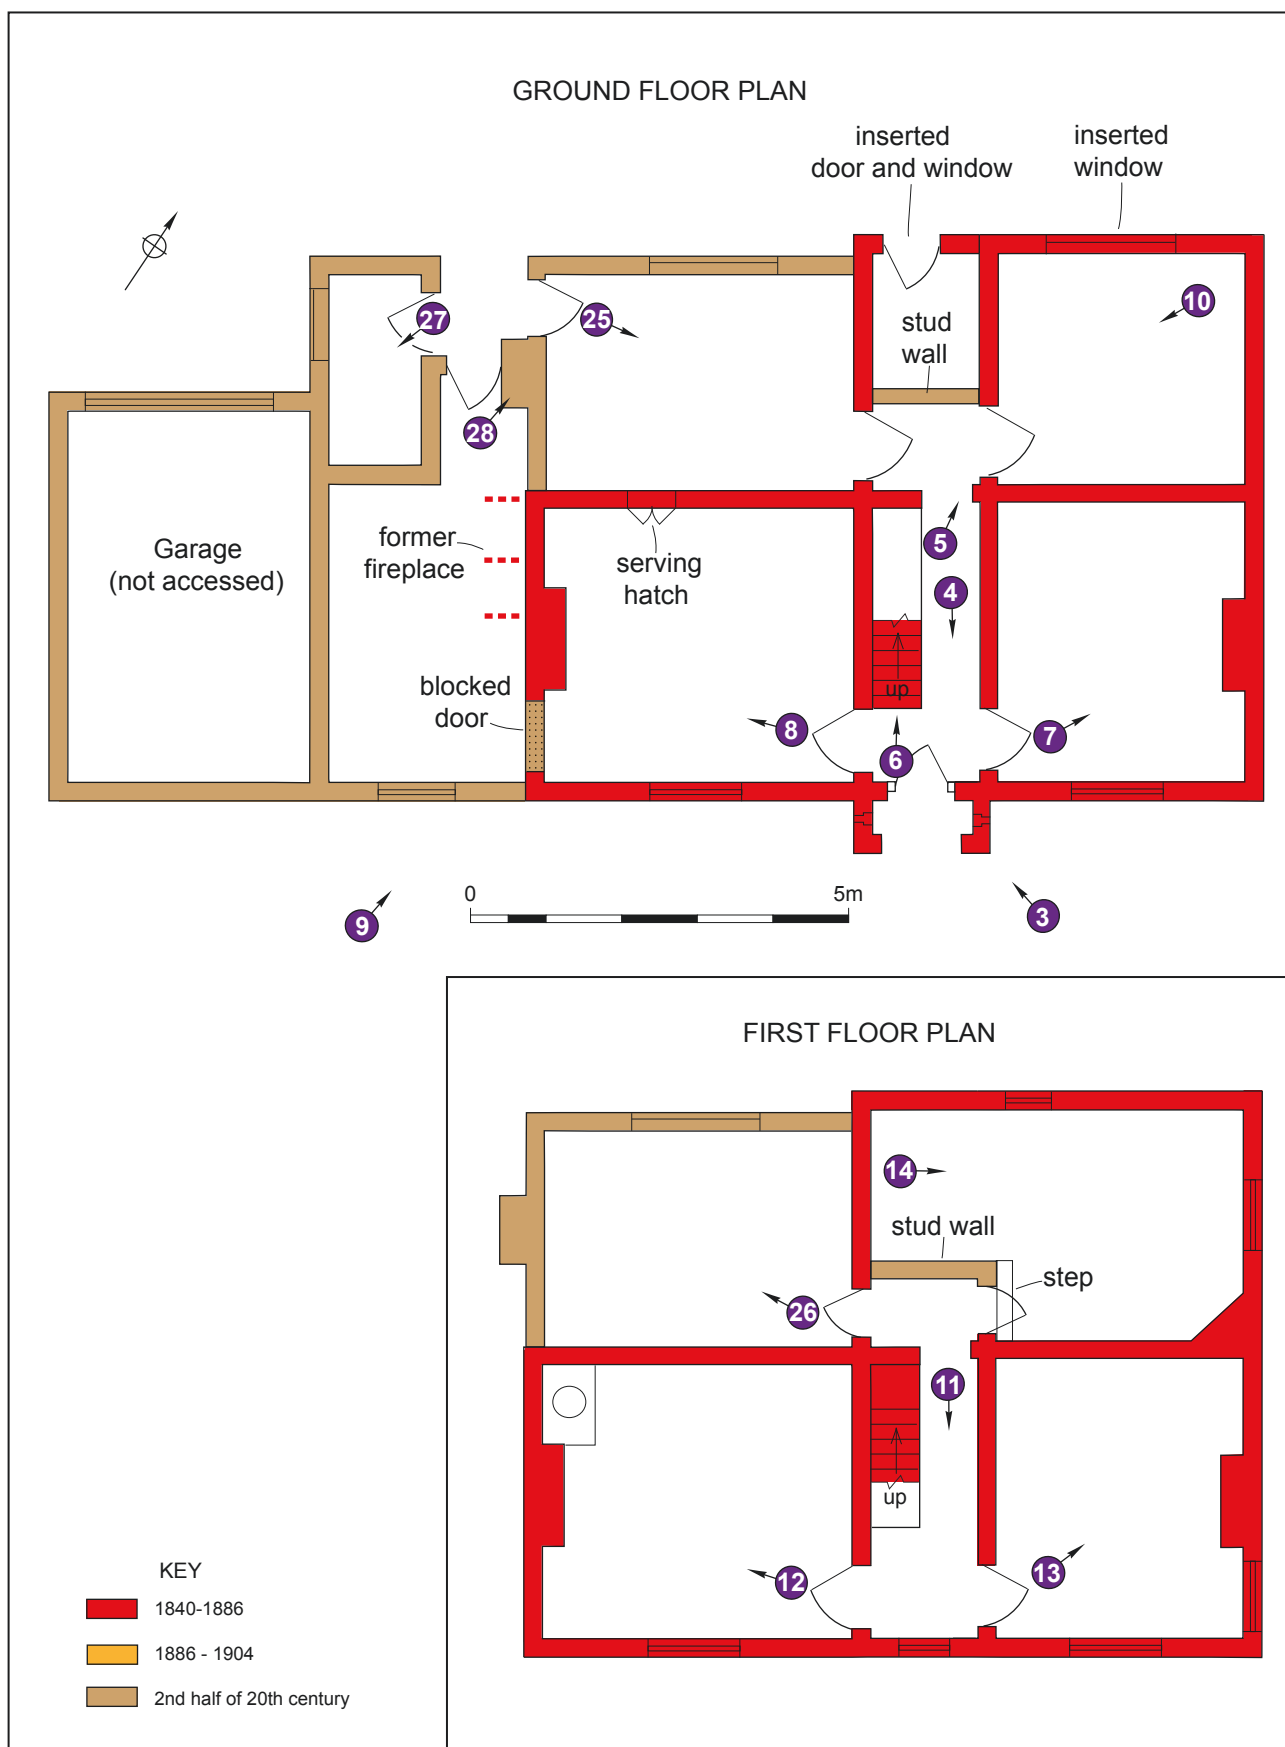 GROUND FLOOR PLAN
inserted
door and window
inserted
window
27
25
10
stud
wall
28
5
former
fireplace
serving
hatch
Garage
(not accessed)
4
blocked
door
up
8
6
7
0
5m
9
3
FIRST FLOOR PLAN
14
stud wall
step
26
11
up
12
13
KEY
1840-1886
1886 - 1904
2nd half of 20th century